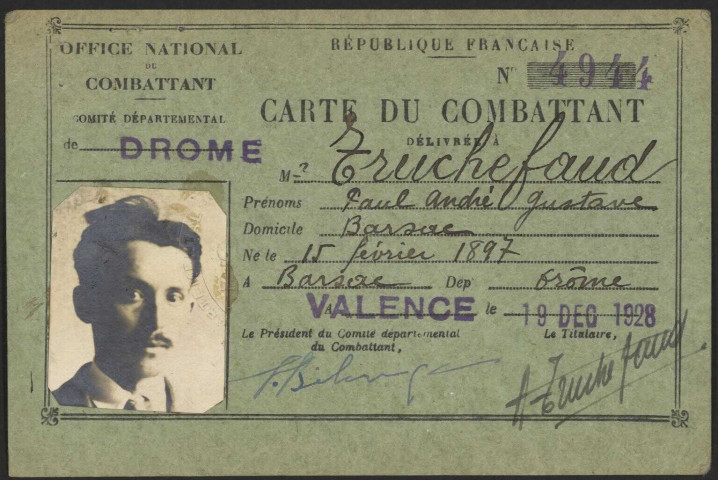 OFFICE NATIONAL
DU
COMBATTANT
COMITÉ DÉPARTEMENTAL
de DROME
RÉPUBLIQUE FRANÇAISE
N° 4944
CARTE DU COMBATTANT
DÉLIVRÉE À
M- Truchefaud
Prénoms Paul André Gustave
Domicile Barsac
Né le 15 février 1897
A Barsac Dep' Drôme
A VALENCE le 19 DEC 1928
Le Président du Comité départemental
du Combattant,
Le Titulaire,
A Truchefaud